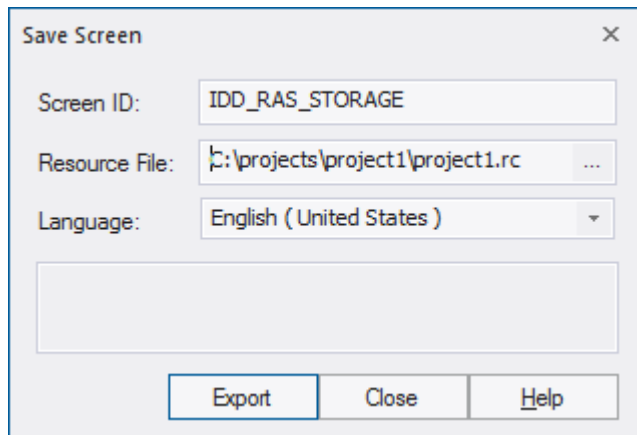 Save Screen
Screen ID: IDD_RAS_STORAGE
Resource File: C:\projects\project1\project1.rc ...
Language: English ( United States )
Export Close Help